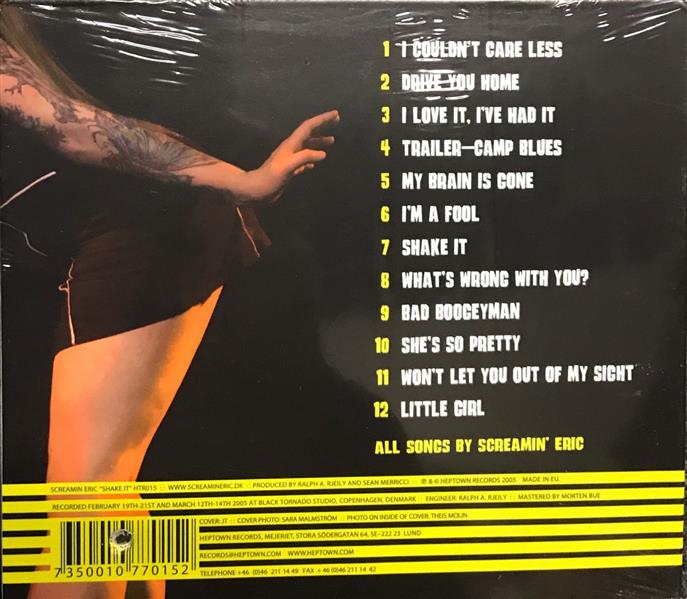 1 I COULDN'T CARE LESS
2 DRIVE YOU HOME
3 I LOVE IT, I'VE HAD IT
4 TRAILER-CAMP BLUES
5 MY BRAIN IS GONE
6 I'M A FOOL
7 SHAKE IT
8 WHAT'S WRONG WITH YOU?
9 BAD BOOGEYMAN
10 SHE'S SO PRETTY
11 WON'T LET YOU OUT OF MY SIGHT
12 LITTLE GIRL
ALL SONGS BY SCREAMIN' ERIC
SCREAMIN ERIC "SHAKE IT" HTR015 :: WWW.SCREAMINERIC.DK :: PRODUCED BY RALPH A. RJEILY AND SEAN MERRICCI :: ℗ & © HEPTOWN RECORDS 2005 MADE IN EU.
RECORDED FEBRUARY 19TH-21ST AND MARCH 12TH-14TH 2005 AT BLACK TORNADO STUDIO, COPENHAGEN, DENMARK :: ENGINEER: RALPH A. RJEILY :: MASTERED BY MORTEN BUE
COVER: JT :: COVER PHOTO: SARA MALMSTRÖM :: PHOTO ON INSIDE OF COVER: THEIS MOLIN
HEPTOWN RECORDS, MEJERIET, STORA SÖDERGATAN 64, SE-222 23 LUND
RECORDS@HEPTOWN.COM WWW.HEPTOWN.COM
TELEPHONE +46 (0)46 211 14 49 FAX +46 (0)46 211 14 42
7 350010 770152